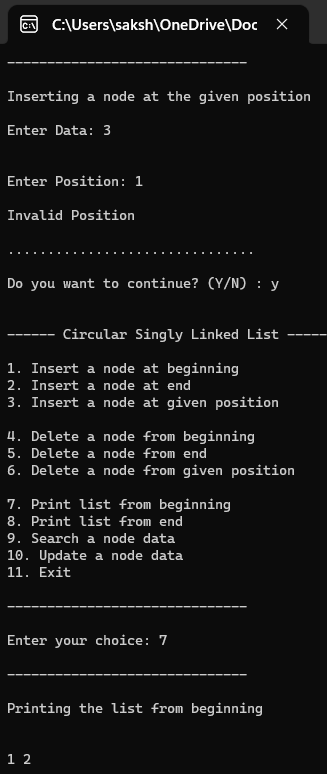 C:\Users\saksh\OneDrive\Doc
------------------------------
Inserting a node at the given position
Enter Data: 3
Enter Position: 1
Invalid Position
...............................
Do you want to continue? (Y/N) : y
------ Circular Singly Linked List -----
1. Insert a node at beginning
2. Insert a node at end
3. Insert a node at given position
4. Delete a node from beginning
5. Delete a node from end
6. Delete a node from given position
7. Print list from beginning
8. Print list from end
9. Search a node data
10. Update a node data
11. Exit
------------------------------
Enter your choice: 7
------------------------------
Printing the list from beginning
1 2